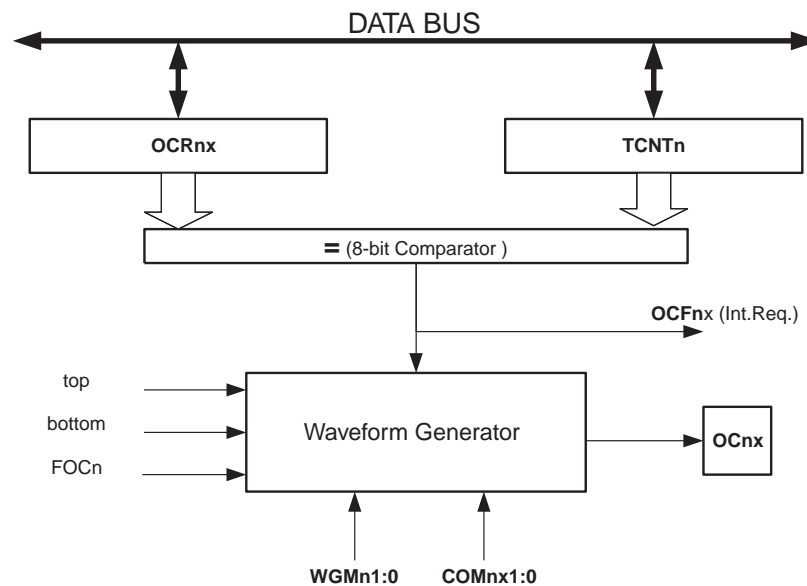 DATA BUS
OCRnx
TCNTn
= (8-bit Comparator )
OCFnx (Int.Req.)
top
bottom
FOCn
Waveform Generator
OCnx
WGMn1:0
COMnx1:0